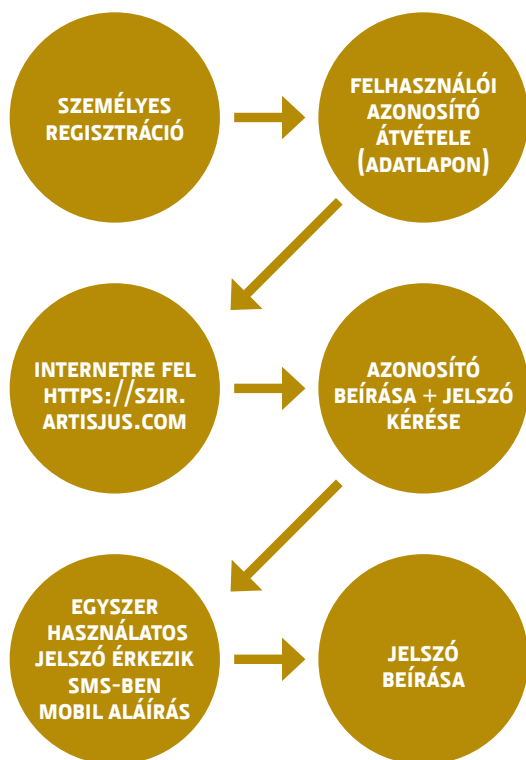 SZEMÉLYES
REGISZTRÁCIÓ
FELHASZNÁLÓI
AZONOSÍTÓ
ÁTVÉTELE
(ADATLAPON)
INTERNETRE FEL
HTTPS://SZIR.
ARTISJUS.COM
AZONOSÍTÓ
BEÍRÁSA + JELSZÓ
KÉRÉSE
EGYSZER
HASZNÁLATOS
JELSZÓ ÉRKEZIK
SMS-BEN
MOBIL ALÁÍRÁS
JELSZÓ
BEÍRÁSA